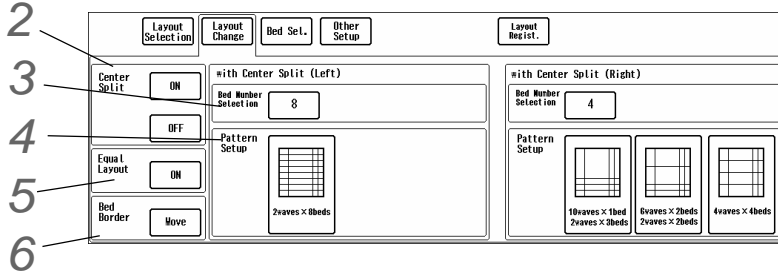 2
3
4
5
6
Layout
Selection
Layout
Change
Bed Sel.
Other
Setup
Layout
Regist.
Center
Split
ON
OFF
Equal
Layout
ON
Bed
Border
Move
with Center Split (Left)
Bed Number
Selection
8
Pattern
Setup
2waves×8beds
with Center Split (Right)
Bed Number
Selection
4
Pattern
Setup
10waves×1bed
2waves×3beds
6waves×2beds
2waves×2beds
4waves×4beds